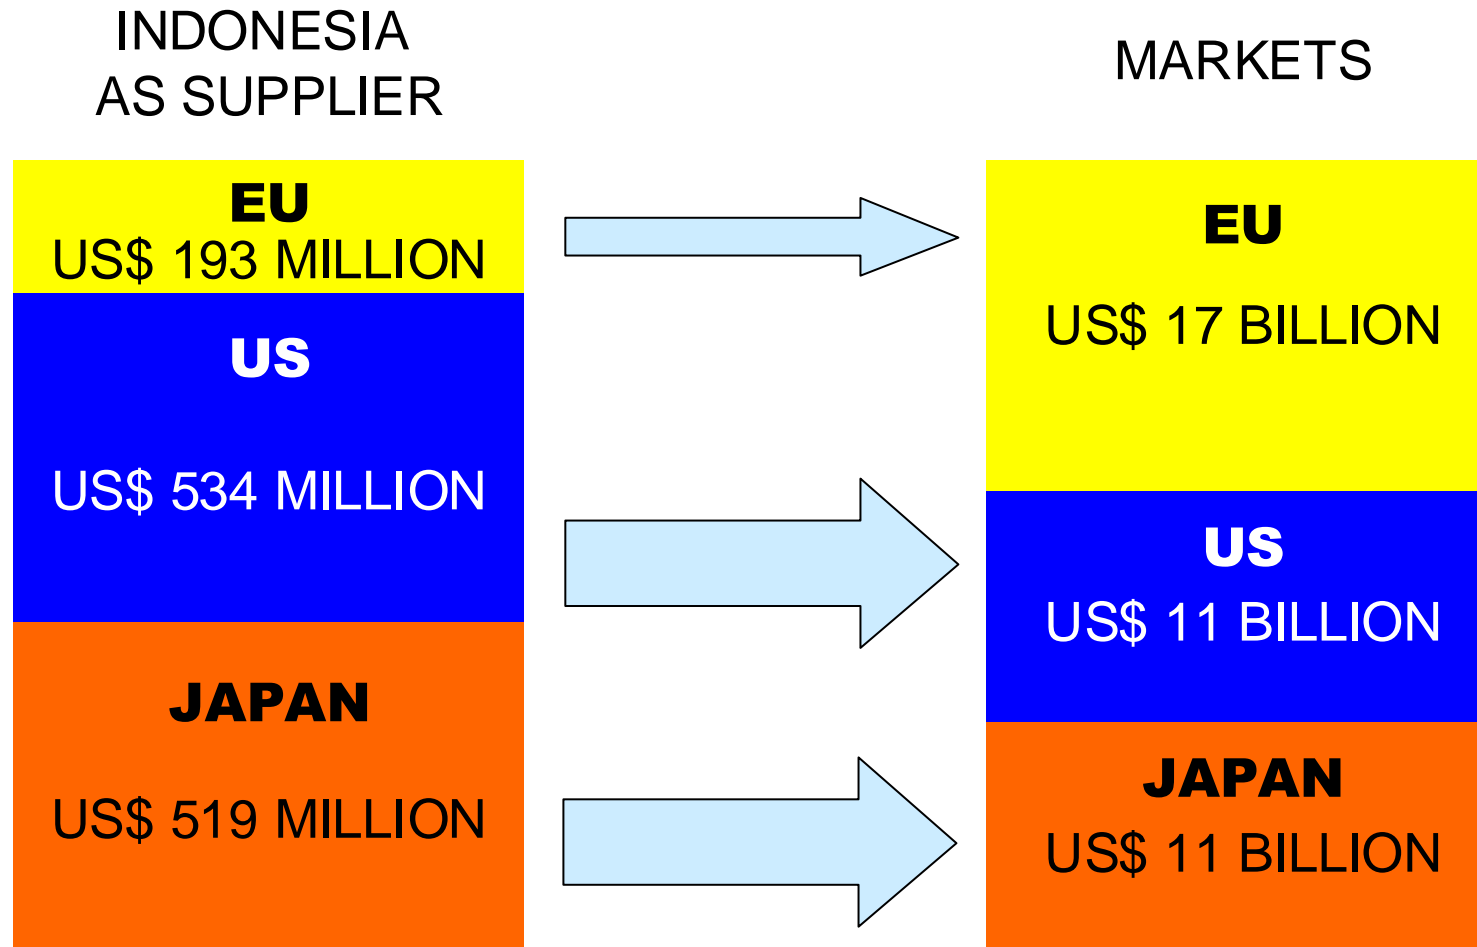 INDONESIA
AS SUPPLIER
MARKETS
EU
US$ 193 MILLION
US
US$ 534 MILLION
JAPAN
US$ 519 MILLION
EU
US$ 17 BILLION
US
US$ 11 BILLION
JAPAN
US$ 11 BILLION